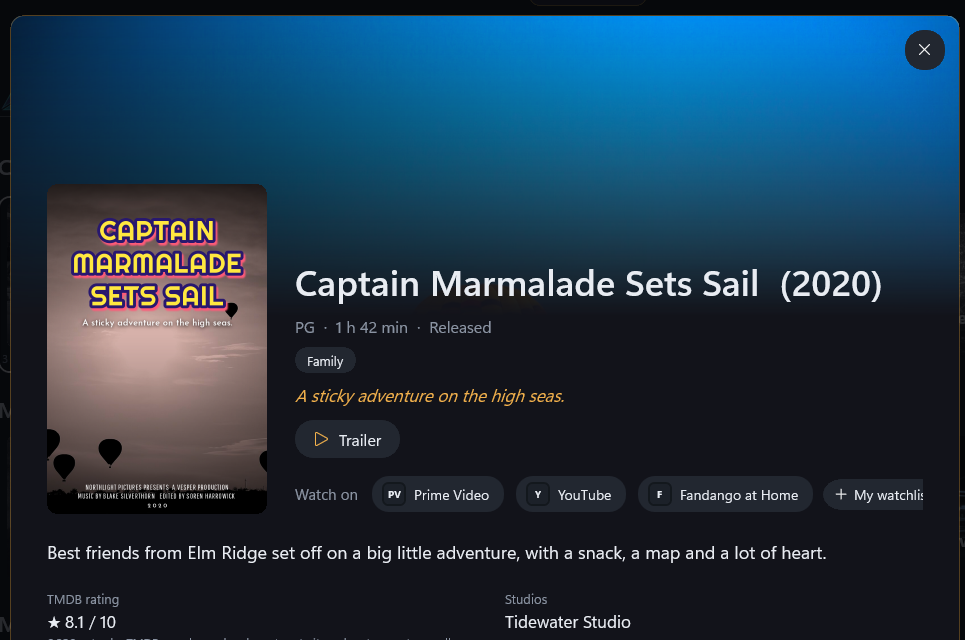 CAPTAIN
MARMALADE
SETS SAIL
A sticky adventure on the high seas.
NORTHLIGHT PICTURES PRESENTS A VESPER PRODUCTION
MUSIC BY BLAKE SILVERTHORN EDITED BY SOREN HARROWICK
2020
Captain Marmalade Sets Sail (2020)
PG · 1 h 42 min · Released
Family
A sticky adventure on the high seas.
Trailer
Watch on PV Prime Video Y YouTube F Fandango at Home + My watchlis
Best friends from Elm Ridge set off on a big little adventure, with a snack, a map and a lot of heart.
TMDB rating
★ 8.1 / 10
Studios
Tidewater Studio